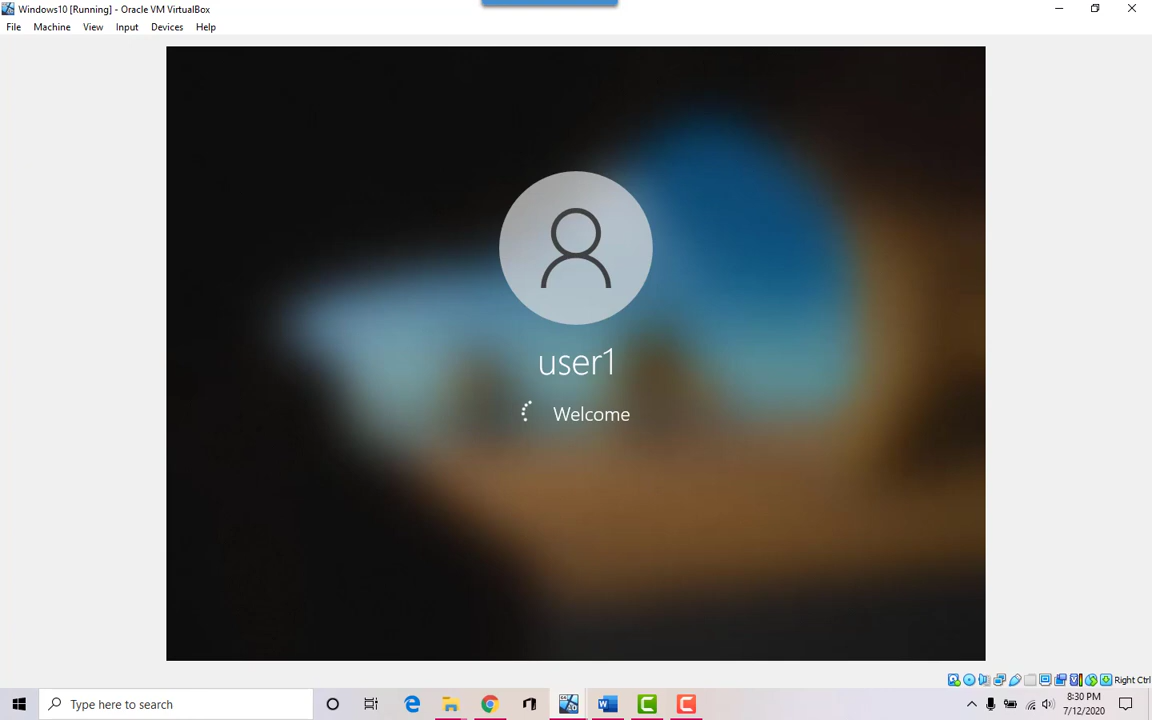 Windows10 [Running] - Oracle VM VirtualBox
File Machine View Input Devices Help
user1
Welcome
Right Ctrl
Type here to search
8:30 PM
7/12/2020